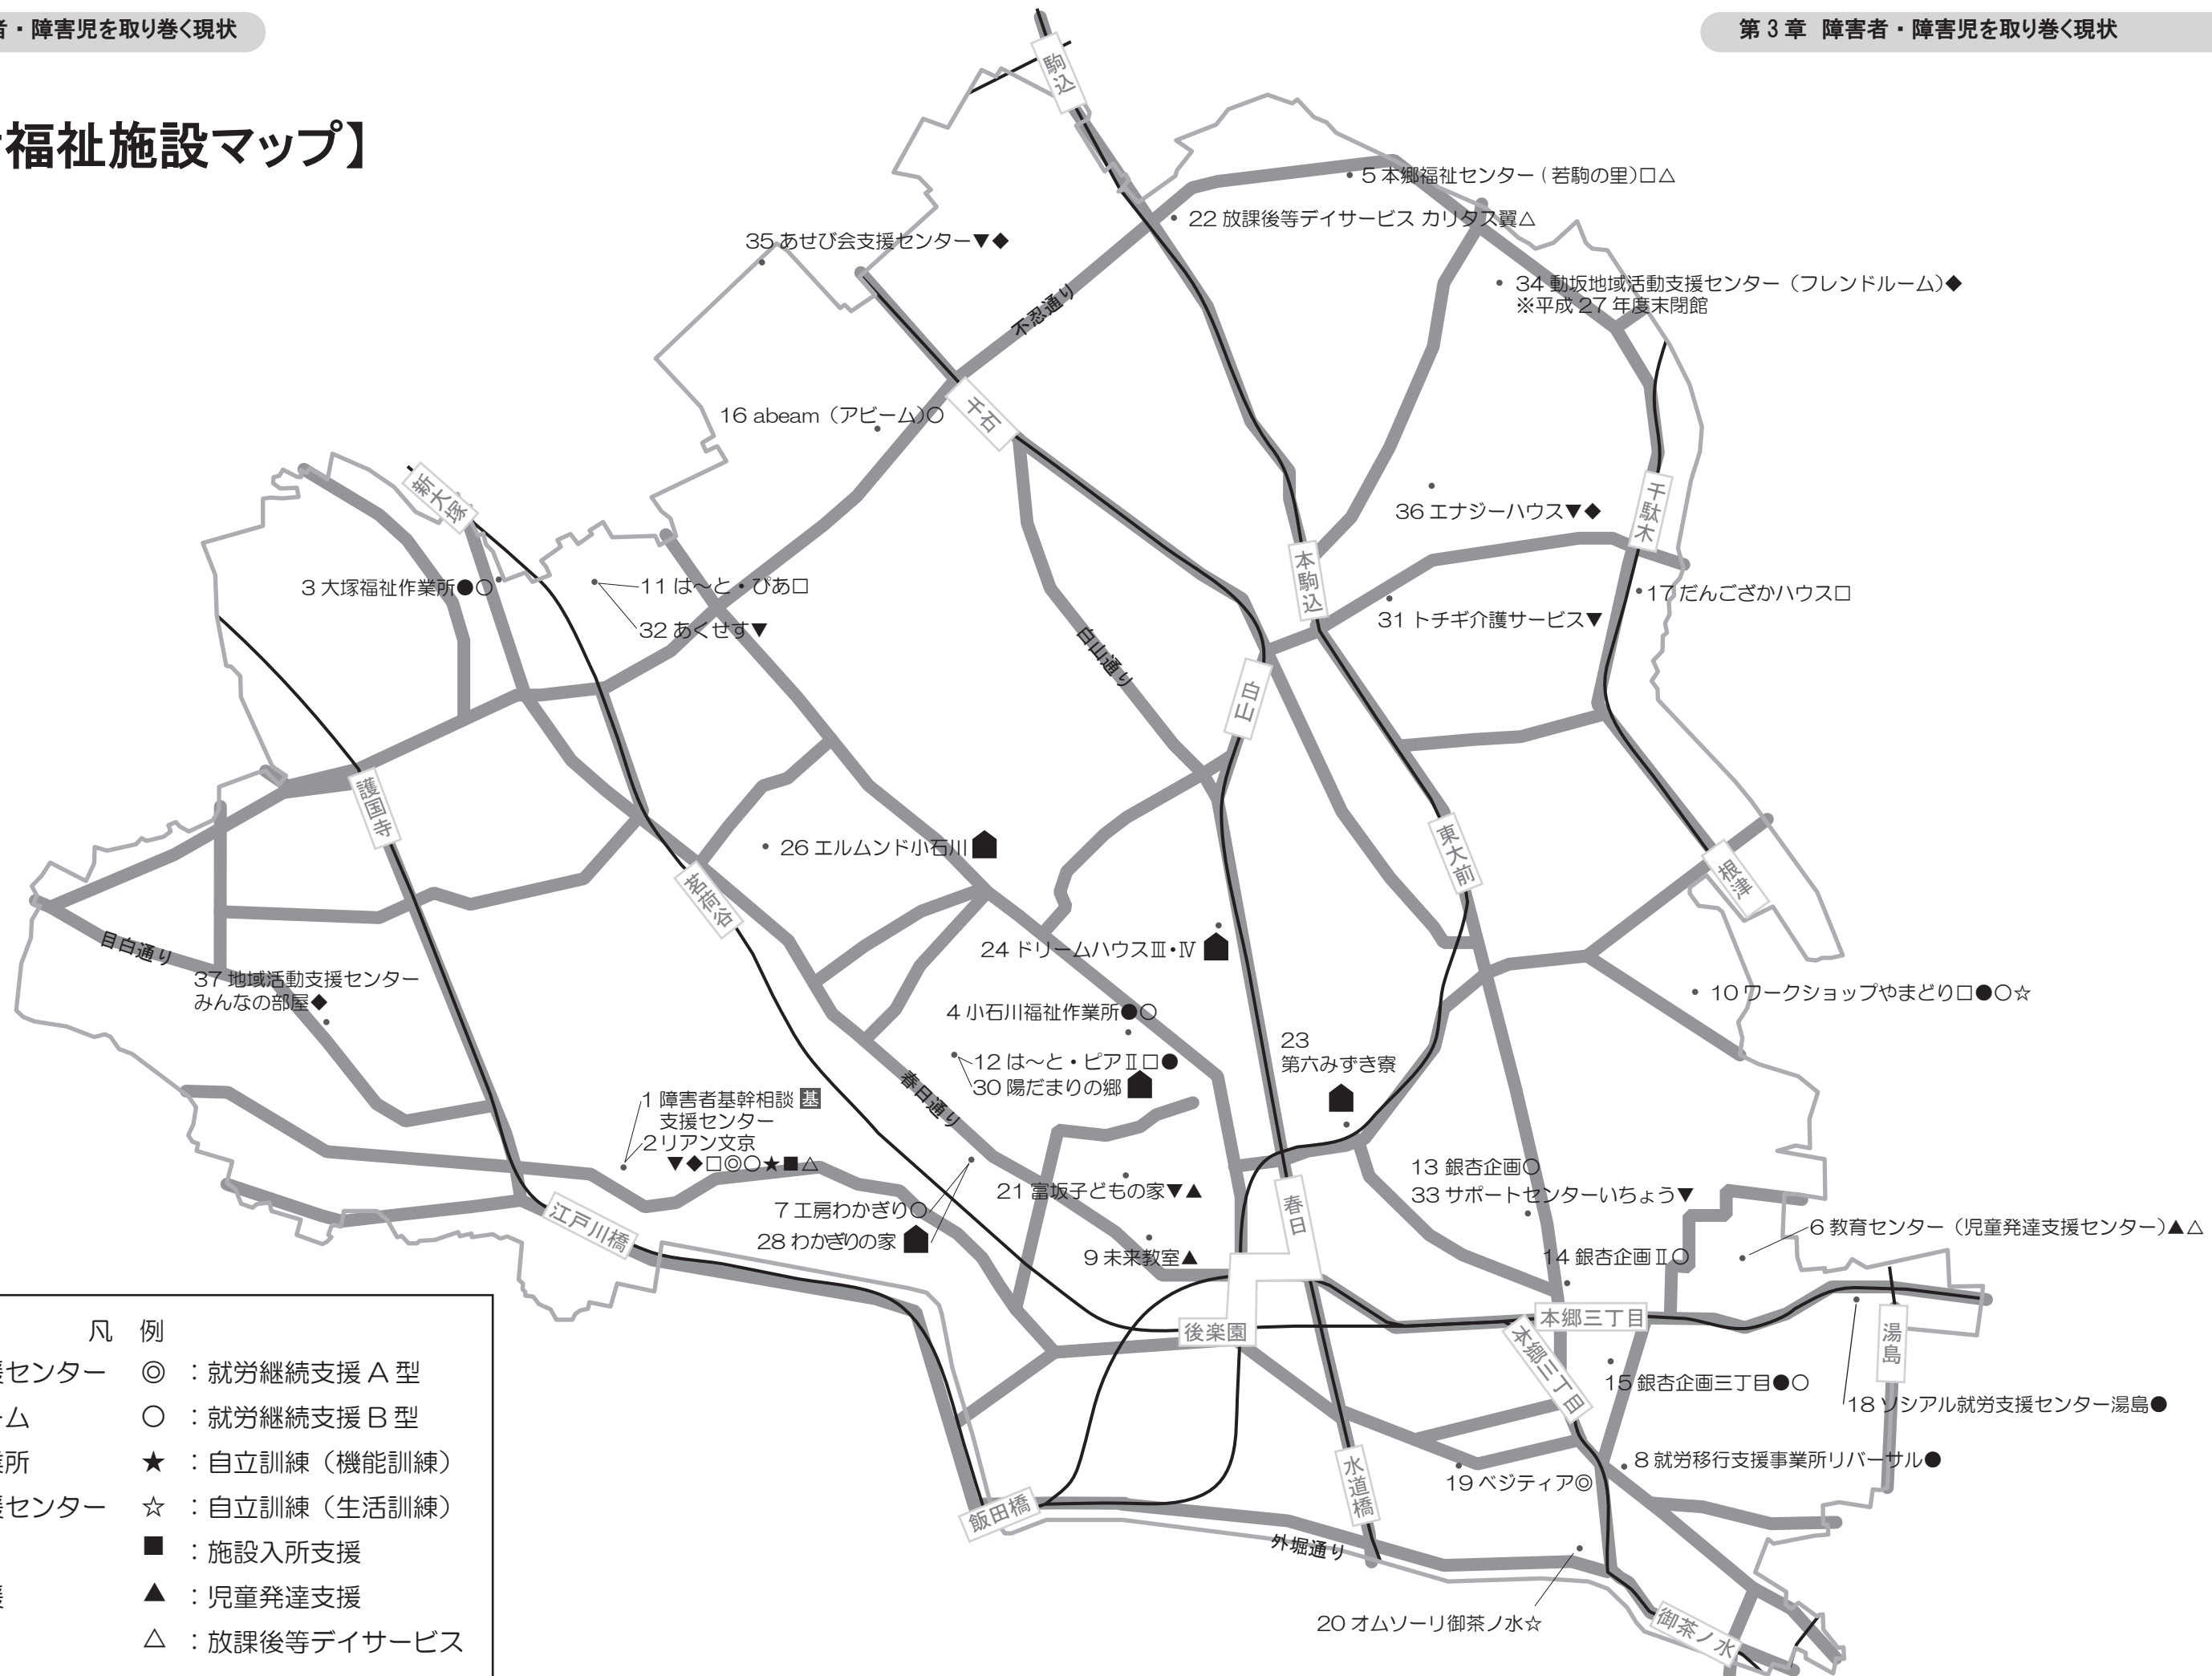 者・障害児を取り巻く現状
第3章 障害者・障害児を取り巻く現状
福祉施設マップ】
駒込
5 本郷福祉センター(若駒の里)□△
22 放課後等デイサービス カリタス翼△
35 あせび会支援センター▼◆
34 動坂地域活動支援センター(フレンドルーム)◆
※平成 27 年度末閉館
不忍通り
16 abeam(アビーム)○
千石
新大塚
千駄木
36 エナジーハウス▼◆
本駒込
3 大塚福祉作業所●○
11 は~と・ぴあ□
32 あくせす▼
17 だんござかハウス□
31 トチギ介護サービス▼
白山通り
白山
護国寺
26 エルムンド小石川
東大前
根津
茗荷谷
目白通り
24 ドリームハウスⅢ・Ⅳ
37 地域活動支援センター
みんなの部屋◆
10 ワークショップやまどり□●○☆
4 小石川福祉作業所●○
12 は~と・ピアⅡ□●
30 陽だまりの郷
23
第六みずき寮
春日通り
1 障害者基幹相談 基
支援センター
2 リアン文京
▼◆□◎○★■△
21 富坂子どもの家▼▲
13 銀杏企画○
33 サポートセンターいちょう▼
春日
7 工房わかぎり○
28 わかぎりの家
江戸川橋
9 未来教室▲
14 銀杏企画Ⅱ○
6 教育センター(児童発達支援センター)▲△
後楽園
本郷三丁目
本郷三丁目
湯島
15 銀杏企画三丁目●○
18 ソシアル就労支援センター湯島●
8 就労移行支援事業所リバーサル●
19 ベジティア◎
水道橋
飯田橋
外堀通り
20 オムソーリ御茶ノ水☆
御茶ノ水
凡 例
援センター ◎ :就労継続支援 A 型
ーム ○ :就労継続支援 B 型
業所 ★ :自立訓練(機能訓練)
援センター ☆ :自立訓練(生活訓練)
■ :施設入所支援
援 ▲ :児童発達支援
△ :放課後等デイサービス